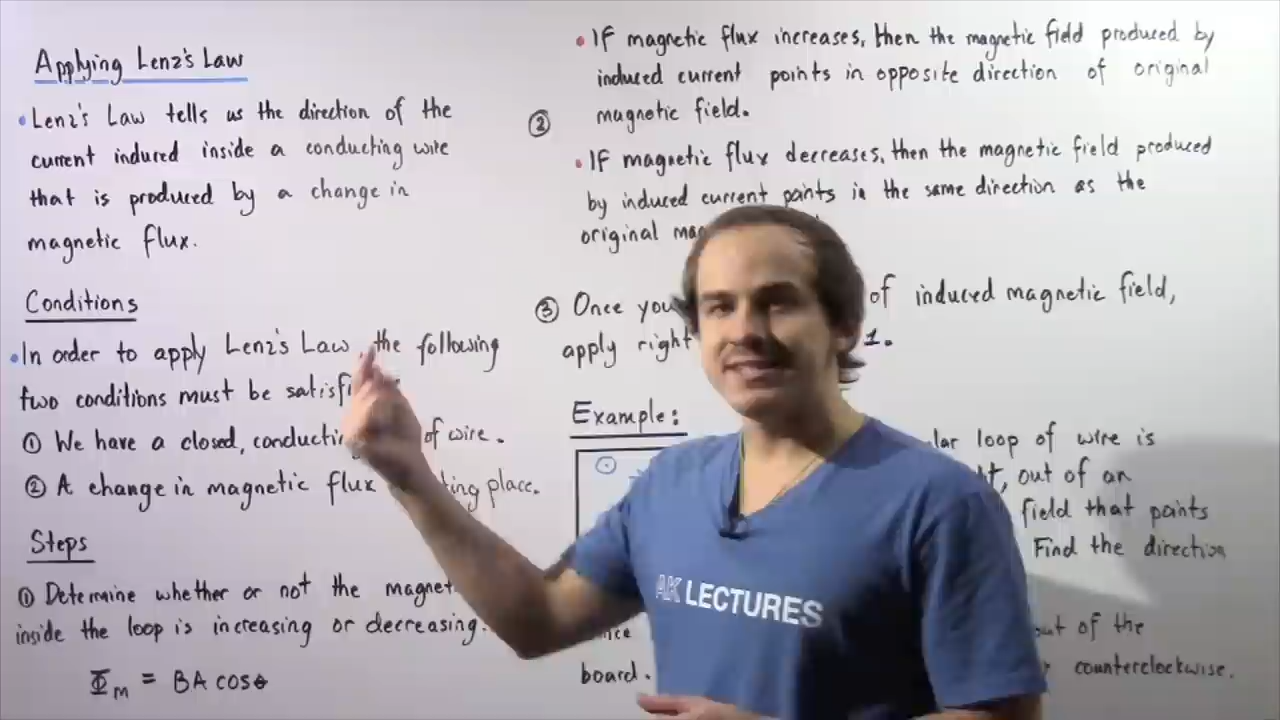 Applying Lenz's Law
• Lenz's Law tells us the direction of the
current indured inside a conducting wire
that is produced by a change in
magnetic flux.
Conditions
• In order to apply Lenz's Law, the following
two conditions must be satisfi
① We have a closed, conducti of wire.
② A change in magnetic flux king place.
Steps
① Determine whether or not the magnet
inside the loop is increasing or decreasing.
Φm = BA cosθ
• If magnetic flux increases, then the magnetic field produced by
induced current points in opposite direction of original
② magnetic field.
• If magnetic flux decreases, then the magnetic field produced
by induced current points in the same direction as the
original mag
③ Once you of induced magnetic field,
apply right 1.
Example:
lar loop of wire is
t, out of an
field that points
Find the direction
out of the
board. counterclockwise.
AK LECTURES